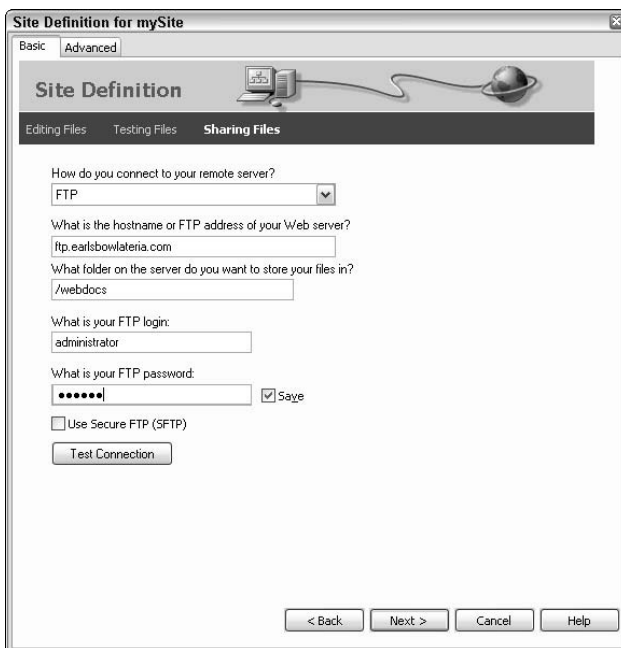 Site Definition for mySite
Basic Advanced
Site Definition
Editing Files Testing Files Sharing Files
How do you connect to your remote server?
FTP
What is the hostname or FTP address of your Web server?
ftp.earlsbowlateria.com
What folder on the server do you want to store your files in?
/webdocs
What is your FTP login:
administrator
What is your FTP password:
●●●●●●
Save
Use Secure FTP (SFTP)
Test Connection
< Back Next > Cancel Help